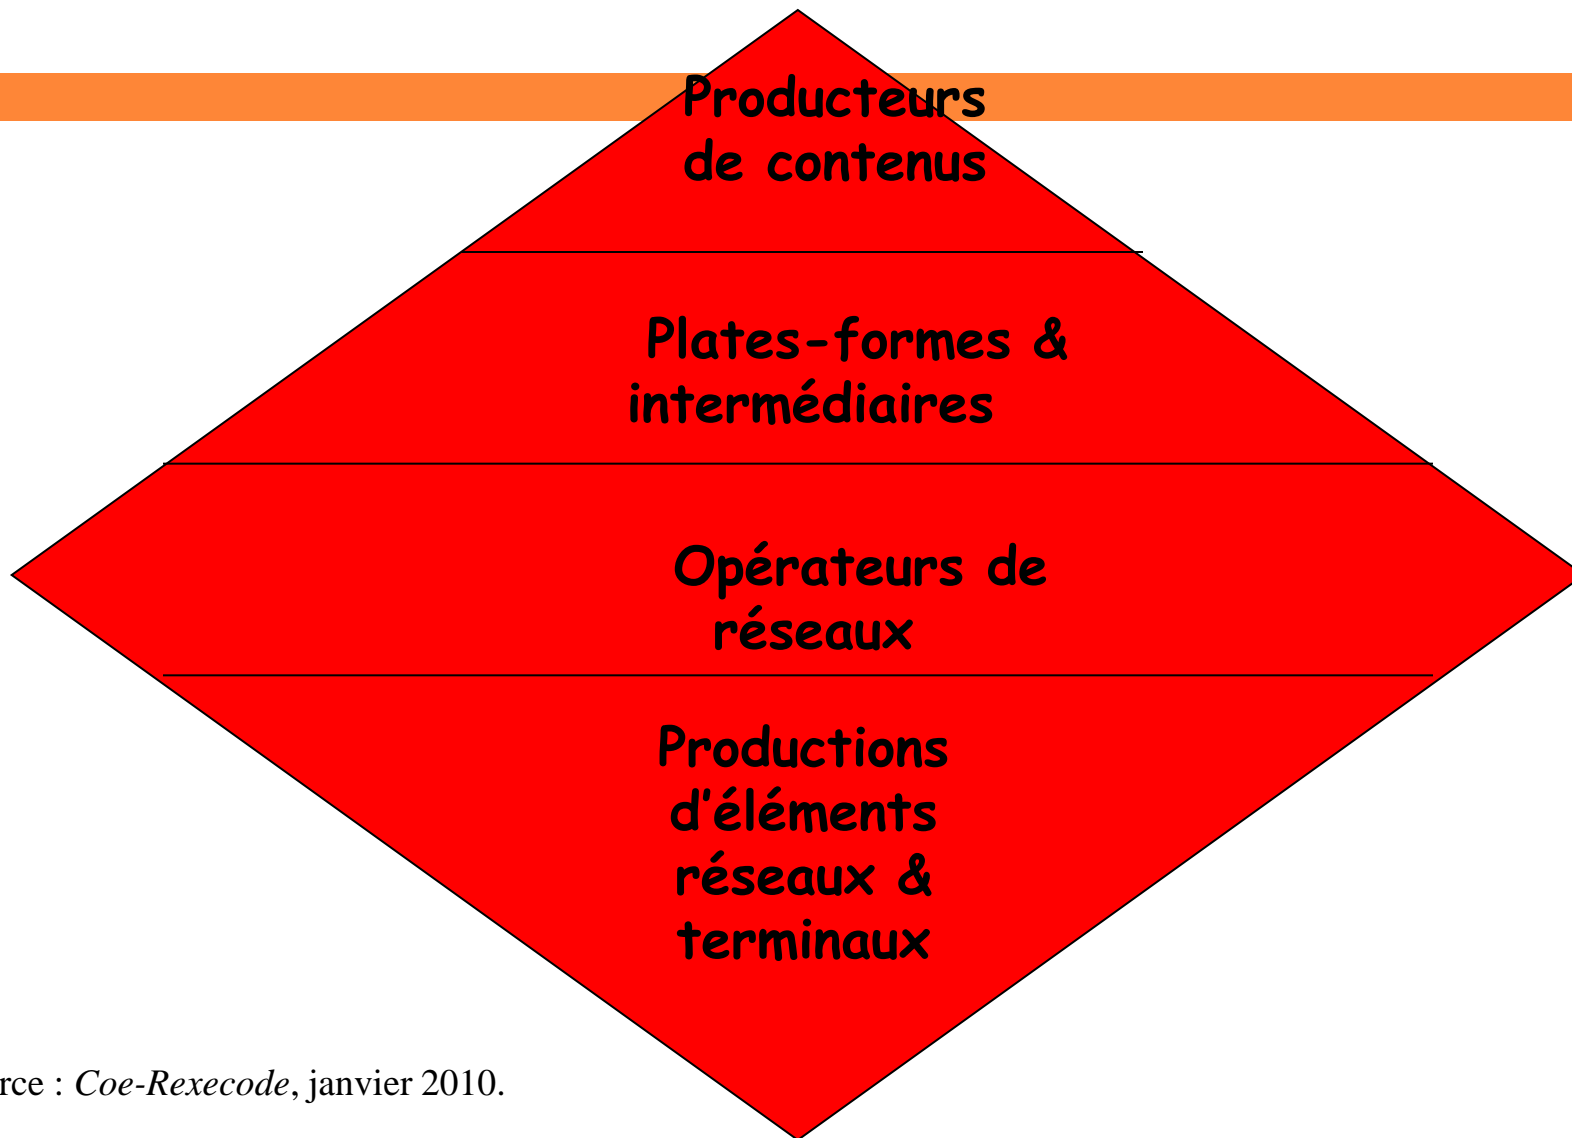 Producteurs
de contenus
Plates-formes &
intermédiaires
Opérateurs de
réseaux
Productions
d'éléments
réseaux &
terminaux
rce : Coe-Rexecode, janvier 2010.